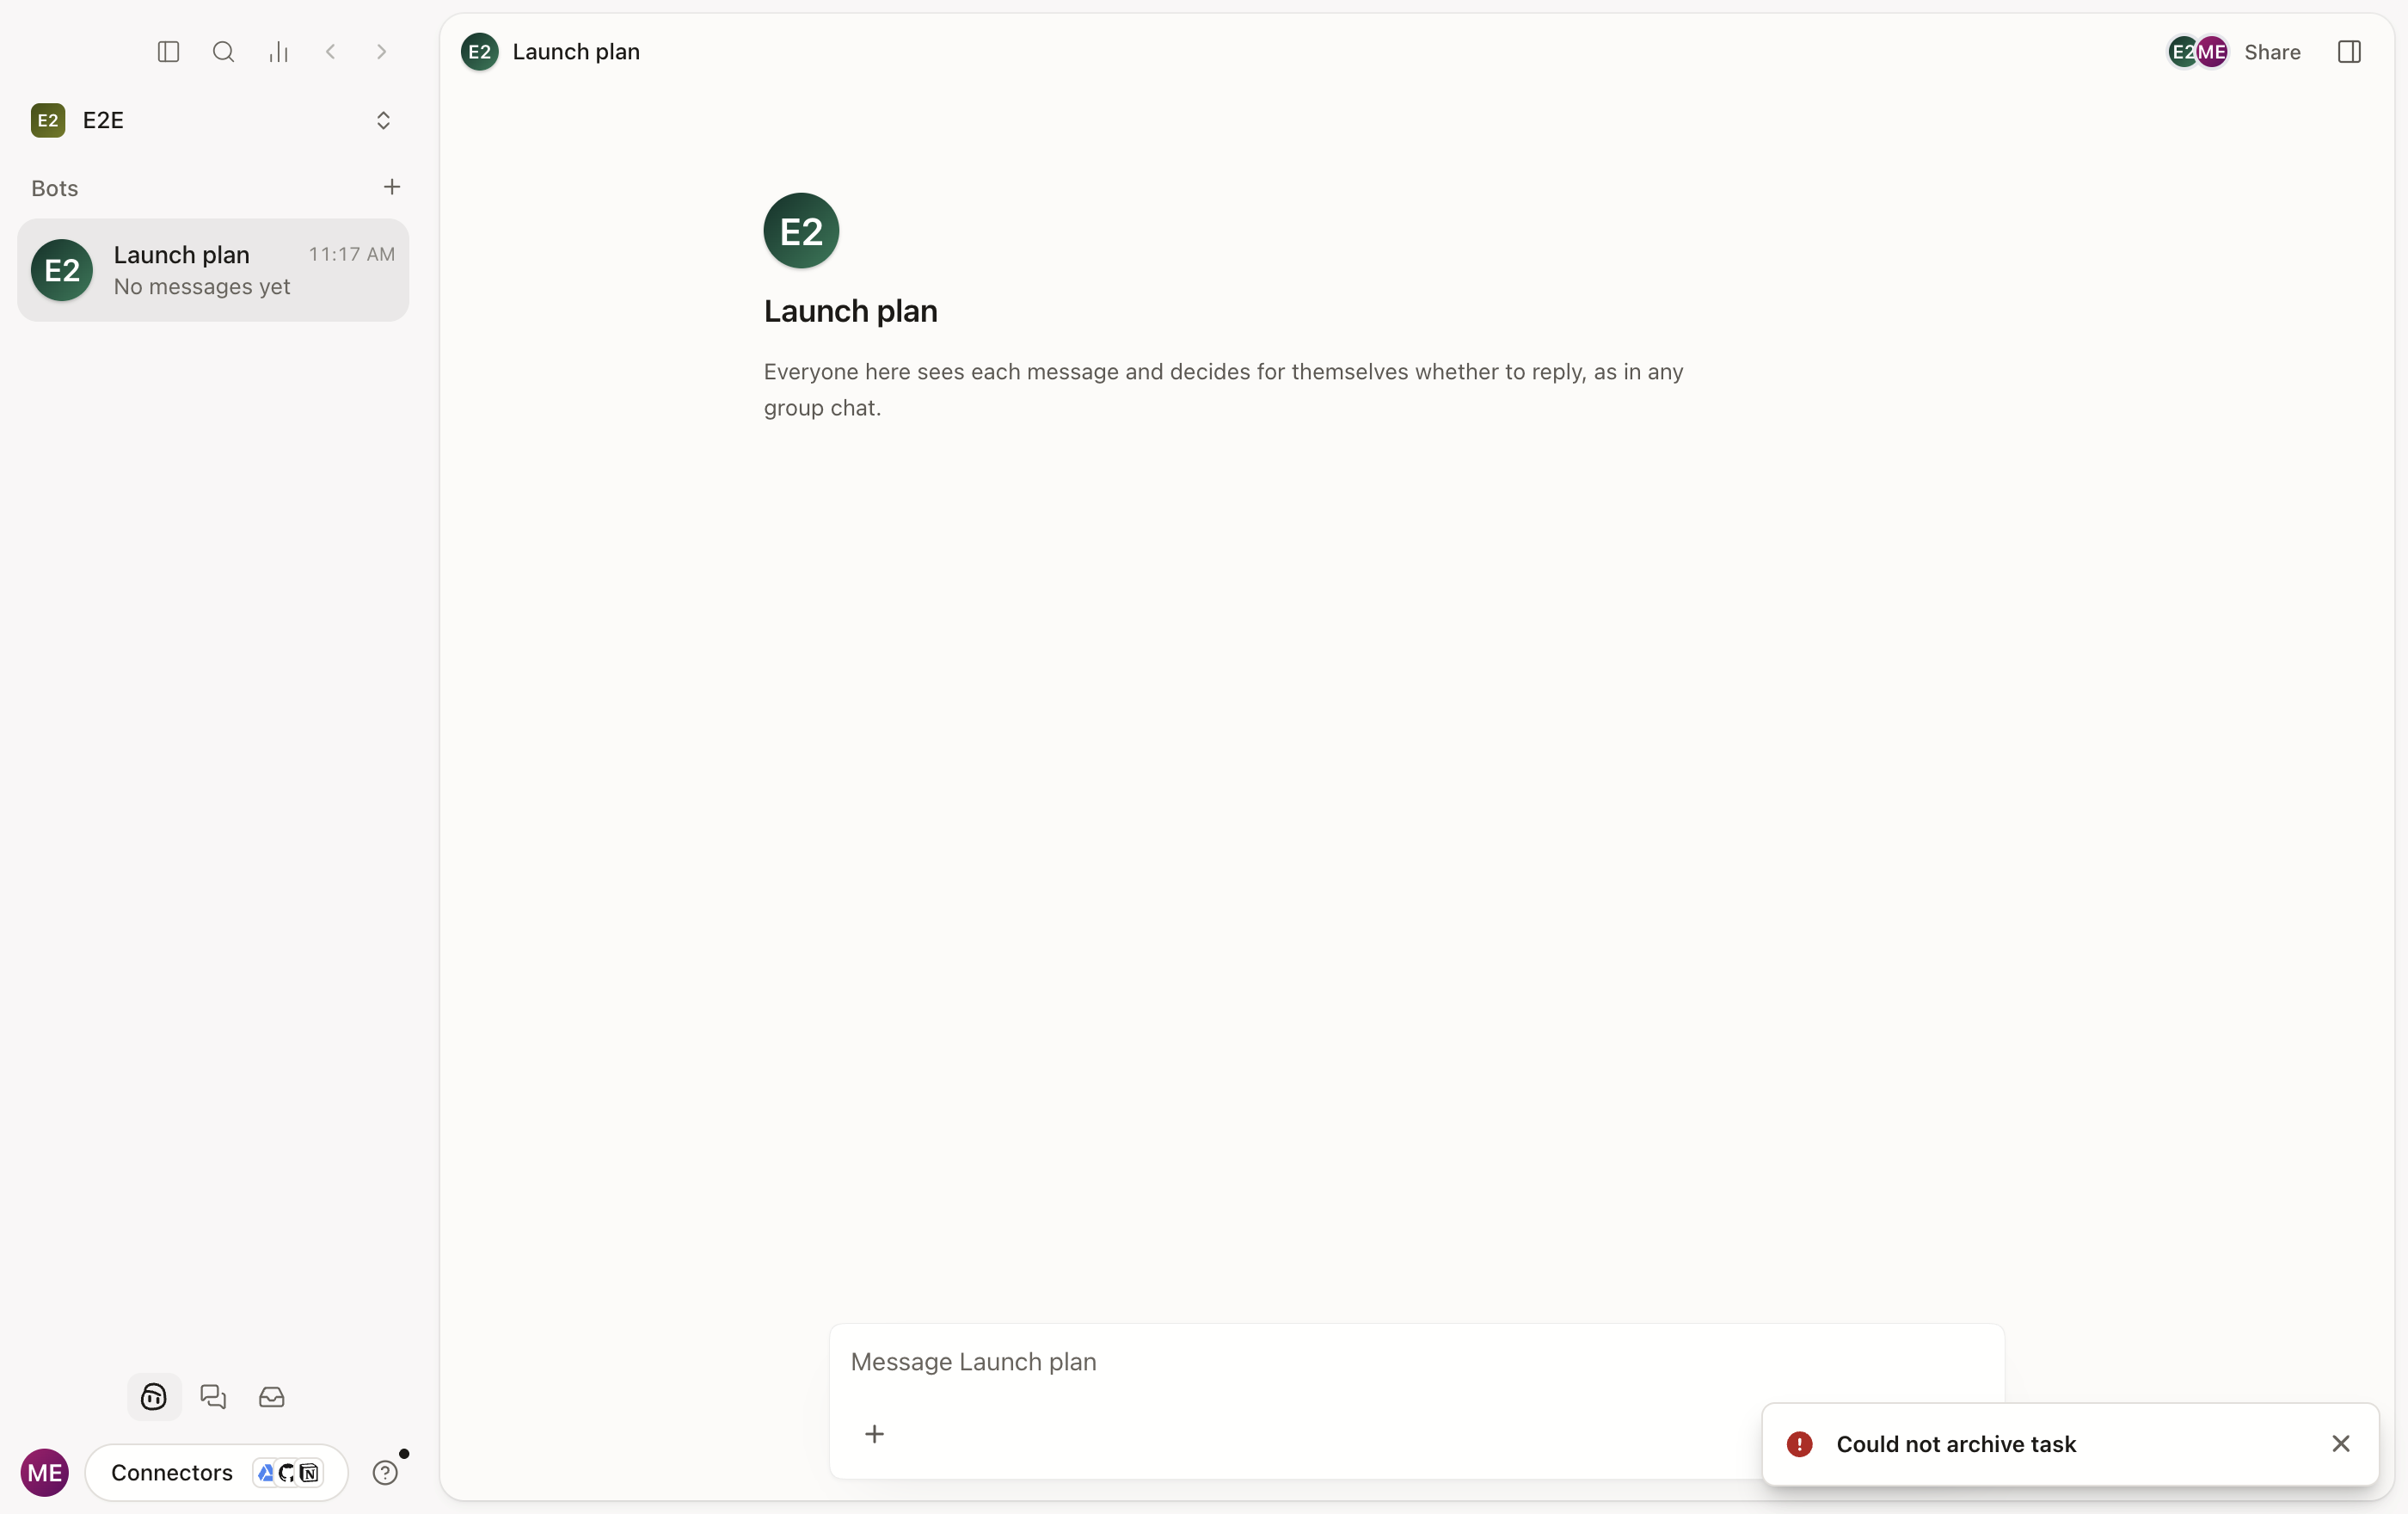 E2 E2E
Bots
E2 Launch plan 11:17 AM
No messages yet
ME Connectors
E2 Launch plan
E2 ME Share
E2
Launch plan
Everyone here sees each message and decides for themselves whether to reply, as in any
group chat.
Message Launch plan
Could not archive task